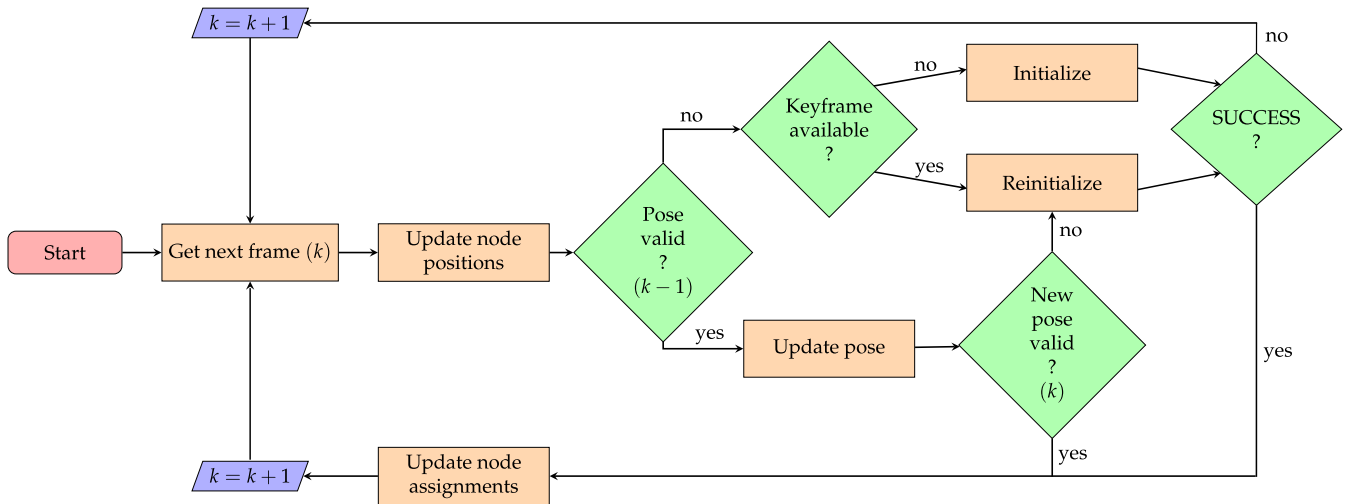 k = k + 1
no
Initialize
no
Keyframe
available
?
SUCCESS
?
no
yes
Reinitialize
Pose
valid
?
(k − 1)
Start
Get next frame (k)
Update node
positions
no
New
pose
valid
?
(k)
yes
Update pose
yes
yes
k = k + 1
Update node
assignments